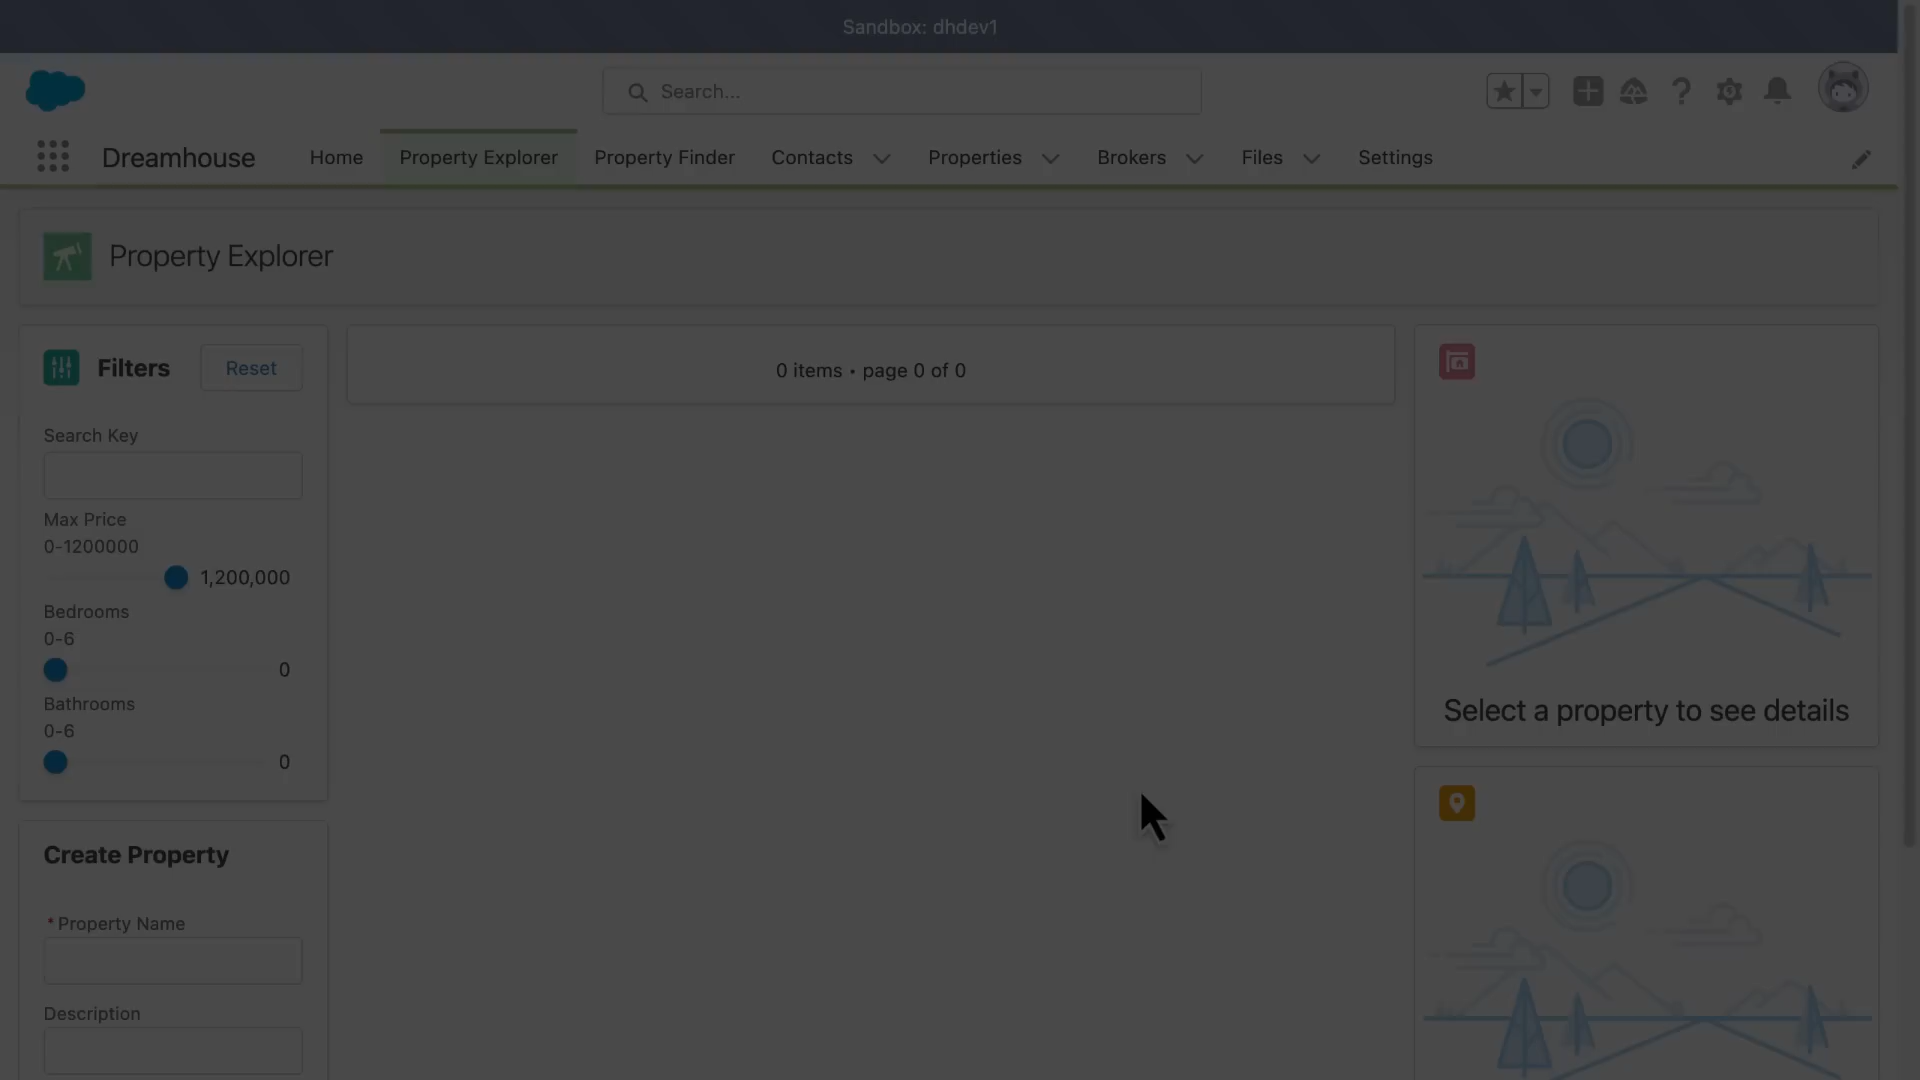 Sandbox: dhdev1
Search...
Dreamhouse
Home
Property Explorer
Property Finder
Contacts
Properties
Brokers
Files
Settings
Property Explorer
Filters
Reset
Search Key
Max Price
0-1200000
1,200,000
Bedrooms
0-6
0
Bathrooms
0-6
0
0 items • page 0 of 0
Select a property to see details
Create Property
* Property Name
Description